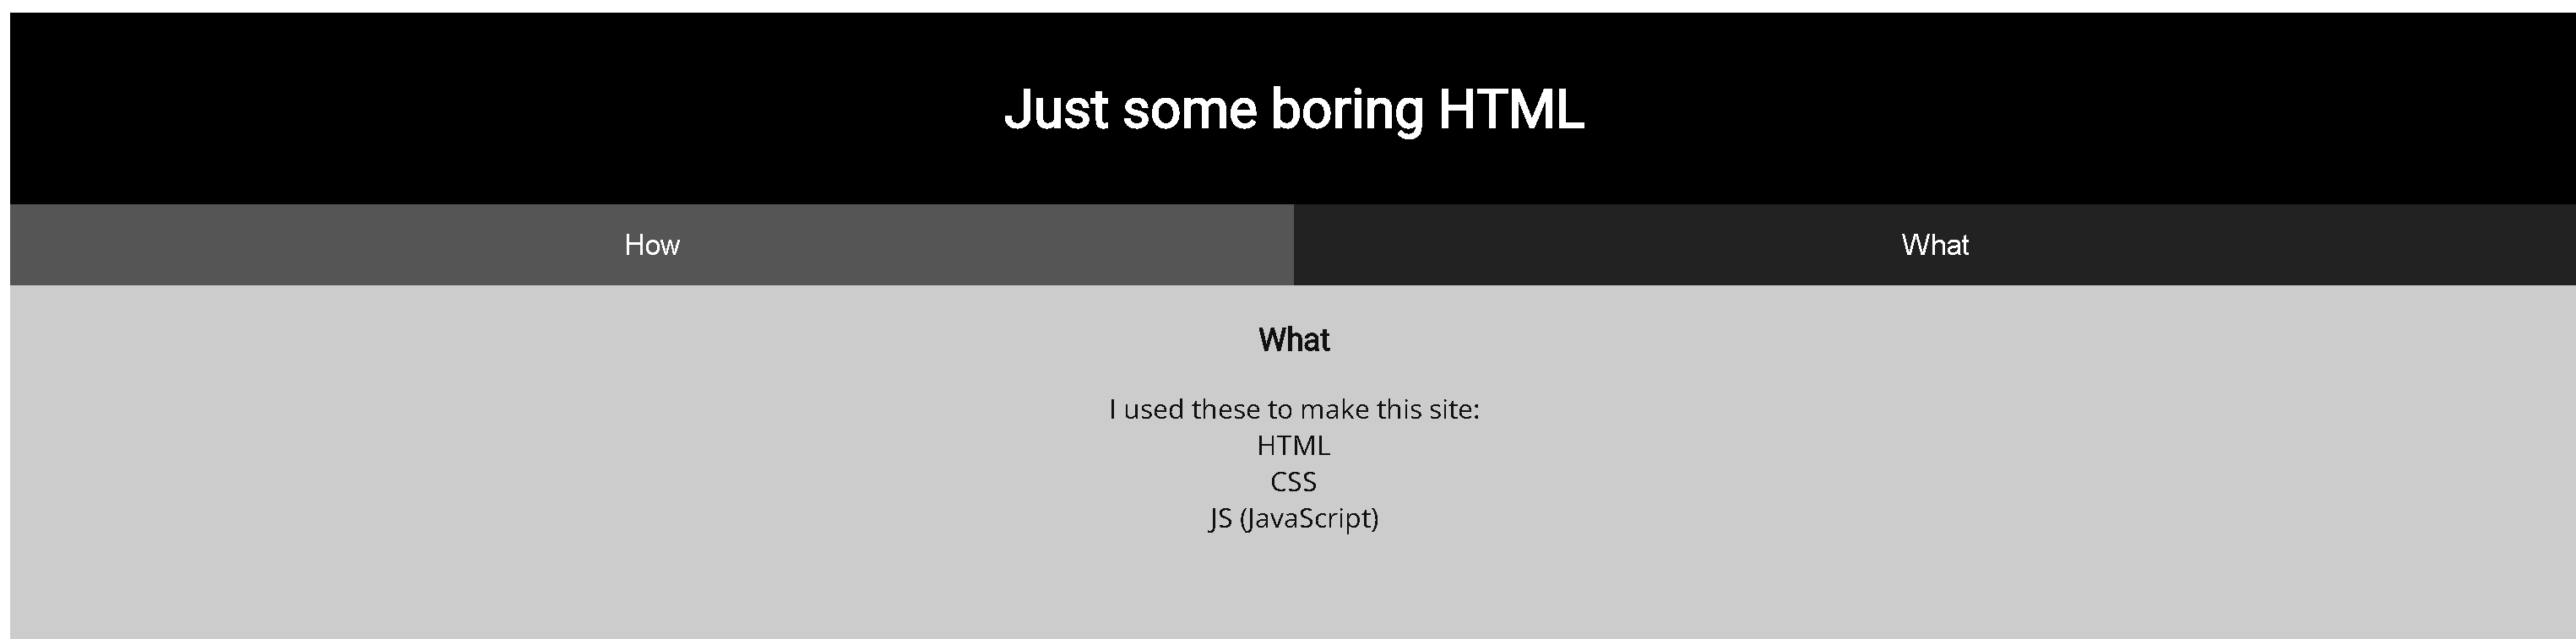 Just some boring HTML
How
What
What
I used these to make this site:
HTML
CSS
JS (JavaScript)